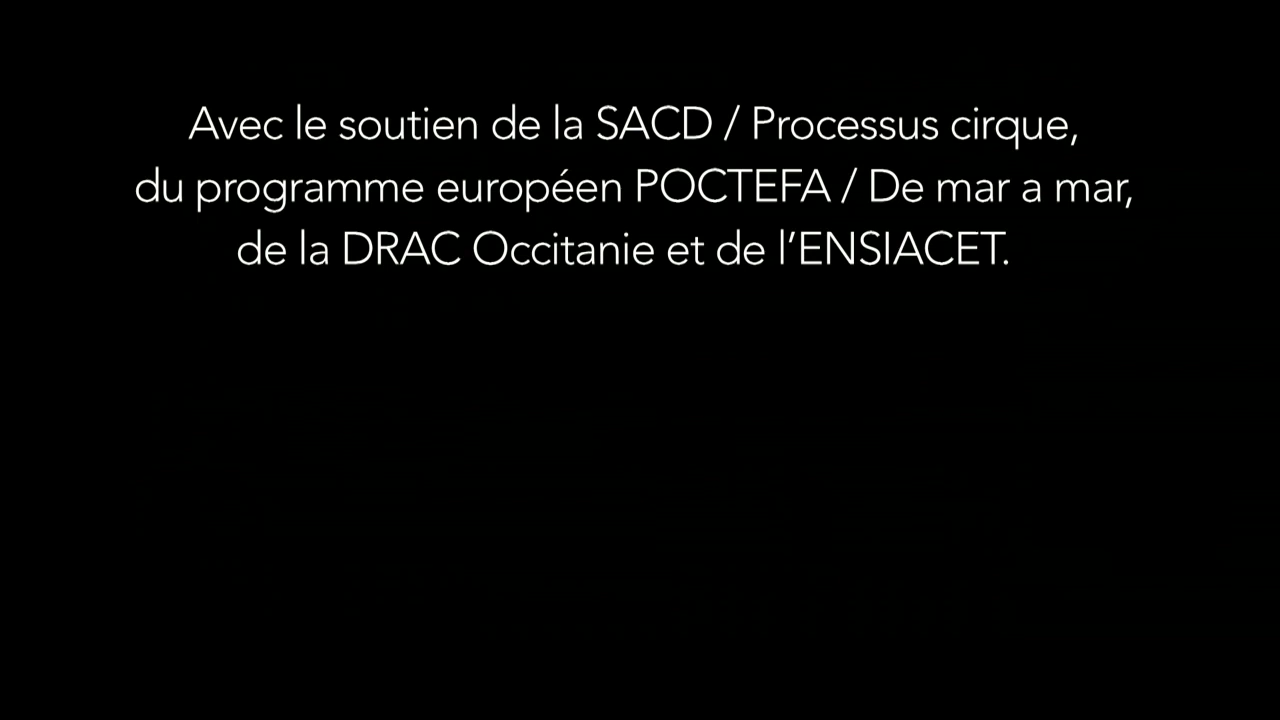 Avec le soutien de la SACD / Processus cirque,
du programme européen POCTEFA / De mar a mar,
de la DRAC Occitanie et de l’ENSIACET.